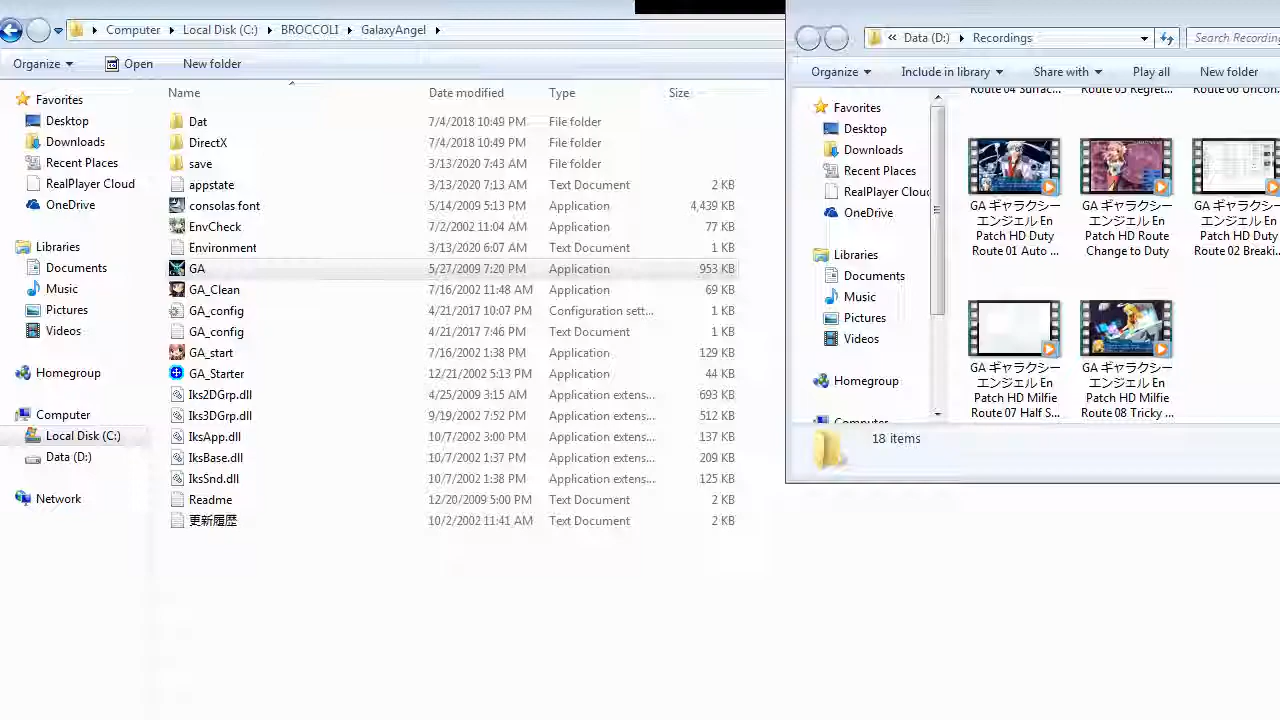 Computer Local Disk (C:) BROCCOLI GalaxyAngel
Organize Open New folder
Favorites
Desktop
Downloads
Recent Places
RealPlayer Cloud
OneDrive
Libraries
Documents
Music
Pictures
Videos
Homegroup
Computer
Local Disk (C:)
Data (D:)
Network
Name Date modified Type Size
Dat 7/4/2018 10:49 PM File folder
DirectX 7/4/2018 10:49 PM File folder
save 3/13/2020 7:43 AM File folder
appstate 3/13/2020 7:13 AM Text Document 2 KB
consolas font 5/14/2009 5:13 PM Application 4,439 KB
EnvCheck 7/2/2002 11:04 AM Application 77 KB
Environment 3/13/2020 6:07 AM Text Document 1 KB
GA 5/27/2009 7:20 PM Application 953 KB
GA_Clean 7/16/2002 11:48 AM Application 69 KB
GA_config 4/21/2017 10:07 PM Configuration sett... 1 KB
GA_config 4/21/2017 7:46 PM Text Document 1 KB
GA_start 7/16/2002 1:38 PM Application 129 KB
GA_Starter 12/21/2002 5:13 PM Application 44 KB
Iks2DGrp.dll 4/25/2009 3:15 AM Application extens... 693 KB
Iks3DGrp.dll 9/19/2002 7:52 PM Application extens... 512 KB
IksApp.dll 10/7/2002 3:00 PM Application extens... 137 KB
IksBase.dll 10/7/2002 1:37 PM Application extens... 209 KB
IksSnd.dll 10/7/2002 1:38 PM Application extens... 125 KB
Readme 12/20/2009 5:00 PM Text Document 2 KB
更新履歴 10/2/2002 11:41 AM Text Document 2 KB
« Data (D:) Recordings Search Recording
Organize Include in library Share with Play all New folder
Favorites
Desktop
Downloads
Recent Places
RealPlayer Clou
OneDrive
Libraries
Documents
Music
Pictures
Videos
Homegroup
Computer
Route 04 Surfac... Route 05 Regret... Route 06 Uncon
GA ギャラクシー
エンジェル En
Patch HD Duty
Route 01 Auto ...
GA ギャラクシー
エンジェル En
Patch HD Route
Change to Duty
GA ギャラクシー
エンジェル En
Patch HD Duty
Route 02 Breaki...
GA ギャラクシー
エンジェル En
Patch HD Milfie
Route 07 Half S...
GA ギャラクシー
エンジェル En
Patch HD Milfie
Route 08 Tricky ...
18 items